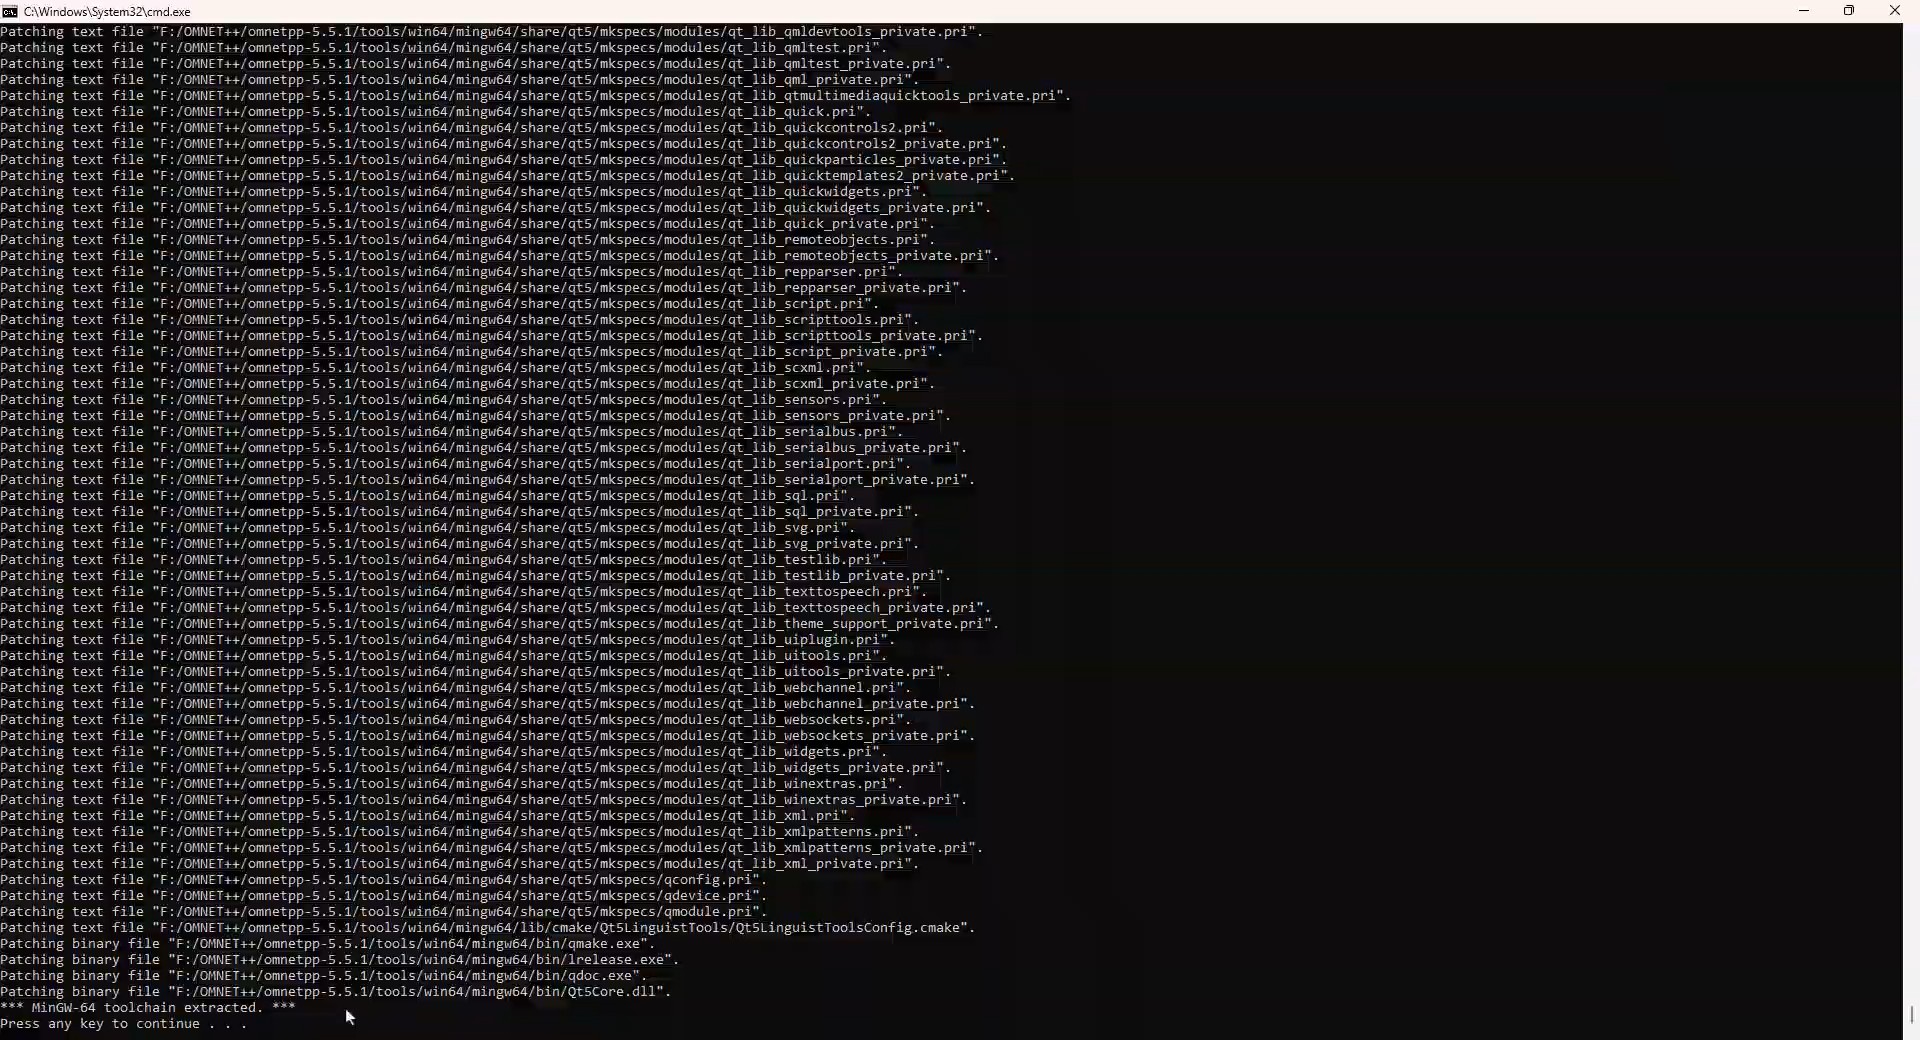 C:\Windows\System32\cmd.exe
Patching text file "F:/OMNET++/omnetpp-5.5.1/tools/win64/mingw64/share/qt5/mkspecs/modules/qt_lib_qmldevtools_private.pri".
Patching text file "F:/OMNET++/omnetpp-5.5.1/tools/win64/mingw64/share/qt5/mkspecs/modules/qt_lib_qmltest.pri".
Patching text file "F:/OMNET++/omnetpp-5.5.1/tools/win64/mingw64/share/qt5/mkspecs/modules/qt_lib_qmltest_private.pri".
Patching text file "F:/OMNET++/omnetpp-5.5.1/tools/win64/mingw64/share/qt5/mkspecs/modules/qt_lib_qml_private.pri".
Patching text file "F:/OMNET++/omnetpp-5.5.1/tools/win64/mingw64/share/qt5/mkspecs/modules/qt_lib_qtmultimediaquicktools_private.pri".
Patching text file "F:/OMNET++/omnetpp-5.5.1/tools/win64/mingw64/share/qt5/mkspecs/modules/qt_lib_quick.pri".
Patching text file "F:/OMNET++/omnetpp-5.5.1/tools/win64/mingw64/share/qt5/mkspecs/modules/qt_lib_quickcontrols2.pri".
Patching text file "F:/OMNET++/omnetpp-5.5.1/tools/win64/mingw64/share/qt5/mkspecs/modules/qt_lib_quickcontrols2_private.pri".
Patching text file "F:/OMNET++/omnetpp-5.5.1/tools/win64/mingw64/share/qt5/mkspecs/modules/qt_lib_quickparticles_private.pri".
Patching text file "F:/OMNET++/omnetpp-5.5.1/tools/win64/mingw64/share/qt5/mkspecs/modules/qt_lib_quicktemplates2_private.pri".
Patching text file "F:/OMNET++/omnetpp-5.5.1/tools/win64/mingw64/share/qt5/mkspecs/modules/qt_lib_quickwidgets.pri".
Patching text file "F:/OMNET++/omnetpp-5.5.1/tools/win64/mingw64/share/qt5/mkspecs/modules/qt_lib_quickwidgets_private.pri".
Patching text file "F:/OMNET++/omnetpp-5.5.1/tools/win64/mingw64/share/qt5/mkspecs/modules/qt_lib_quick_private.pri".
Patching text file "F:/OMNET++/omnetpp-5.5.1/tools/win64/mingw64/share/qt5/mkspecs/modules/qt_lib_remoteobjects.pri".
Patching text file "F:/OMNET++/omnetpp-5.5.1/tools/win64/mingw64/share/qt5/mkspecs/modules/qt_lib_remoteobjects_private.pri".
Patching text file "F:/OMNET++/omnetpp-5.5.1/tools/win64/mingw64/share/qt5/mkspecs/modules/qt_lib_repparser.pri".
Patching text file "F:/OMNET++/omnetpp-5.5.1/tools/win64/mingw64/share/qt5/mkspecs/modules/qt_lib_repparser_private.pri".
Patching text file "F:/OMNET++/omnetpp-5.5.1/tools/win64/mingw64/share/qt5/mkspecs/modules/qt_lib_script.pri".
Patching text file "F:/OMNET++/omnetpp-5.5.1/tools/win64/mingw64/share/qt5/mkspecs/modules/qt_lib_scripttools.pri".
Patching text file "F:/OMNET++/omnetpp-5.5.1/tools/win64/mingw64/share/qt5/mkspecs/modules/qt_lib_scripttools_private.pri".
Patching text file "F:/OMNET++/omnetpp-5.5.1/tools/win64/mingw64/share/qt5/mkspecs/modules/qt_lib_script_private.pri".
Patching text file "F:/OMNET++/omnetpp-5.5.1/tools/win64/mingw64/share/qt5/mkspecs/modules/qt_lib_scxml.pri".
Patching text file "F:/OMNET++/omnetpp-5.5.1/tools/win64/mingw64/share/qt5/mkspecs/modules/qt_lib_scxml_private.pri".
Patching text file "F:/OMNET++/omnetpp-5.5.1/tools/win64/mingw64/share/qt5/mkspecs/modules/qt_lib_sensors.pri".
Patching text file "F:/OMNET++/omnetpp-5.5.1/tools/win64/mingw64/share/qt5/mkspecs/modules/qt_lib_sensors_private.pri".
Patching text file "F:/OMNET++/omnetpp-5.5.1/tools/win64/mingw64/share/qt5/mkspecs/modules/qt_lib_serialbus.pri".
Patching text file "F:/OMNET++/omnetpp-5.5.1/tools/win64/mingw64/share/qt5/mkspecs/modules/qt_lib_serialbus_private.pri".
Patching text file "F:/OMNET++/omnetpp-5.5.1/tools/win64/mingw64/share/qt5/mkspecs/modules/qt_lib_serialport.pri".
Patching text file "F:/OMNET++/omnetpp-5.5.1/tools/win64/mingw64/share/qt5/mkspecs/modules/qt_lib_serialport_private.pri".
Patching text file "F:/OMNET++/omnetpp-5.5.1/tools/win64/mingw64/share/qt5/mkspecs/modules/qt_lib_sql.pri".
Patching text file "F:/OMNET++/omnetpp-5.5.1/tools/win64/mingw64/share/qt5/mkspecs/modules/qt_lib_sql_private.pri".
Patching text file "F:/OMNET++/omnetpp-5.5.1/tools/win64/mingw64/share/qt5/mkspecs/modules/qt_lib_svg.pri".
Patching text file "F:/OMNET++/omnetpp-5.5.1/tools/win64/mingw64/share/qt5/mkspecs/modules/qt_lib_svg_private.pri".
Patching text file "F:/OMNET++/omnetpp-5.5.1/tools/win64/mingw64/share/qt5/mkspecs/modules/qt_lib_testlib.pri".
Patching text file "F:/OMNET++/omnetpp-5.5.1/tools/win64/mingw64/share/qt5/mkspecs/modules/qt_lib_testlib_private.pri".
Patching text file "F:/OMNET++/omnetpp-5.5.1/tools/win64/mingw64/share/qt5/mkspecs/modules/qt_lib_texttospeech.pri".
Patching text file "F:/OMNET++/omnetpp-5.5.1/tools/win64/mingw64/share/qt5/mkspecs/modules/qt_lib_texttospeech_private.pri".
Patching text file "F:/OMNET++/omnetpp-5.5.1/tools/win64/mingw64/share/qt5/mkspecs/modules/qt_lib_theme_support_private.pri".
Patching text file "F:/OMNET++/omnetpp-5.5.1/tools/win64/mingw64/share/qt5/mkspecs/modules/qt_lib_uiplugin.pri".
Patching text file "F:/OMNET++/omnetpp-5.5.1/tools/win64/mingw64/share/qt5/mkspecs/modules/qt_lib_uitools.pri".
Patching text file "F:/OMNET++/omnetpp-5.5.1/tools/win64/mingw64/share/qt5/mkspecs/modules/qt_lib_uitools_private.pri".
Patching text file "F:/OMNET++/omnetpp-5.5.1/tools/win64/mingw64/share/qt5/mkspecs/modules/qt_lib_webchannel.pri".
Patching text file "F:/OMNET++/omnetpp-5.5.1/tools/win64/mingw64/share/qt5/mkspecs/modules/qt_lib_webchannel_private.pri".
Patching text file "F:/OMNET++/omnetpp-5.5.1/tools/win64/mingw64/share/qt5/mkspecs/modules/qt_lib_websockets.pri".
Patching text file "F:/OMNET++/omnetpp-5.5.1/tools/win64/mingw64/share/qt5/mkspecs/modules/qt_lib_websockets_private.pri".
Patching text file "F:/OMNET++/omnetpp-5.5.1/tools/win64/mingw64/share/qt5/mkspecs/modules/qt_lib_widgets.pri".
Patching text file "F:/OMNET++/omnetpp-5.5.1/tools/win64/mingw64/share/qt5/mkspecs/modules/qt_lib_widgets_private.pri".
Patching text file "F:/OMNET++/omnetpp-5.5.1/tools/win64/mingw64/share/qt5/mkspecs/modules/qt_lib_winextras.pri".
Patching text file "F:/OMNET++/omnetpp-5.5.1/tools/win64/mingw64/share/qt5/mkspecs/modules/qt_lib_winextras_private.pri".
Patching text file "F:/OMNET++/omnetpp-5.5.1/tools/win64/mingw64/share/qt5/mkspecs/modules/qt_lib_xml.pri".
Patching text file "F:/OMNET++/omnetpp-5.5.1/tools/win64/mingw64/share/qt5/mkspecs/modules/qt_lib_xmlpatterns.pri".
Patching text file "F:/OMNET++/omnetpp-5.5.1/tools/win64/mingw64/share/qt5/mkspecs/modules/qt_lib_xmlpatterns_private.pri".
Patching text file "F:/OMNET++/omnetpp-5.5.1/tools/win64/mingw64/share/qt5/mkspecs/modules/qt_lib_xml_private.pri".
Patching text file "F:/OMNET++/omnetpp-5.5.1/tools/win64/mingw64/share/qt5/mkspecs/qconfig.pri".
Patching text file "F:/OMNET++/omnetpp-5.5.1/tools/win64/mingw64/share/qt5/mkspecs/qdevice.pri".
Patching text file "F:/OMNET++/omnetpp-5.5.1/tools/win64/mingw64/share/qt5/mkspecs/qmodule.pri".
Patching text file "F:/OMNET++/omnetpp-5.5.1/tools/win64/mingw64/lib/cmake/Qt5LinguistTools/Qt5LinguistToolsConfig.cmake".
Patching binary file "F:/OMNET++/omnetpp-5.5.1/tools/win64/mingw64/bin/qmake.exe".
Patching binary file "F:/OMNET++/omnetpp-5.5.1/tools/win64/mingw64/bin/lrelease.exe".
Patching binary file "F:/OMNET++/omnetpp-5.5.1/tools/win64/mingw64/bin/qdoc.exe".
Patching binary file "F:/OMNET++/omnetpp-5.5.1/tools/win64/mingw64/bin/Qt5Core.dll".
*** MinGW-64 toolchain extracted. ***
Press any key to continue . . .